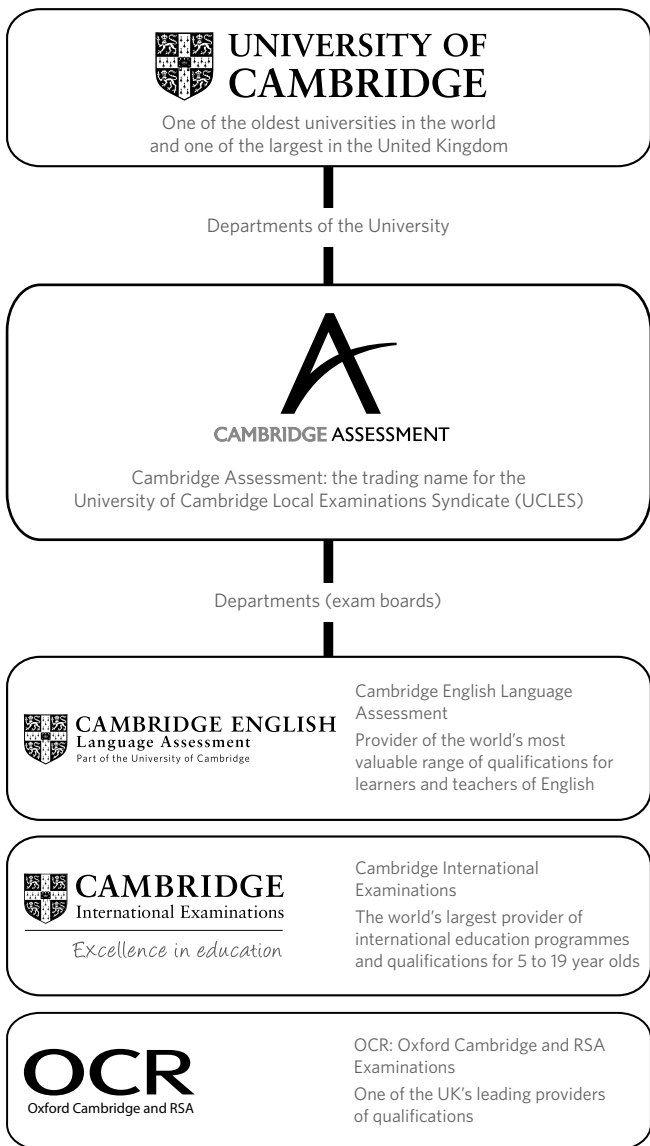 UNIVERSITY OF
CAMBRIDGE
One of the oldest universities in the world
and one of the largest in the United Kingdom
Departments of the University
CAMBRIDGE ASSESSMENT
Cambridge Assessment: the trading name for the
University of Cambridge Local Examinations Syndicate (UCLES)
Departments (exam boards)
CAMBRIDGE ENGLISH
Language Assessment
Part of the University of Cambridge
Cambridge English Language
Assessment
Provider of the world's most
valuable range of qualifications for
learners and teachers of English
CAMBRIDGE
International Examinations
Excellence in education
Cambridge International
Examinations
The world's largest provider of
international education programmes
and qualifications for 5 to 19 year olds
OCR
Oxford Cambridge and RSA
OCR: Oxford Cambridge and RSA
Examinations
One of the UK's leading providers
of qualifications